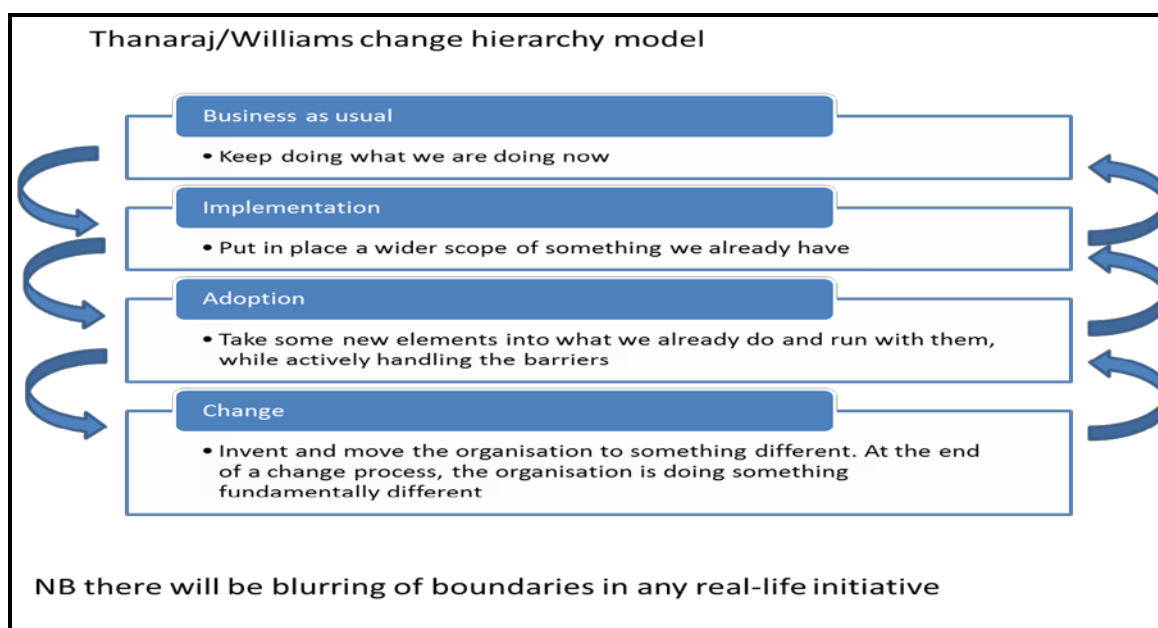 Thanaraj/Williams change hierarchy model
Business as usual
• Keep doing what we are doing now
Implementation
• Put in place a wider scope of something we already have
Adoption
• Take some new elements into what we already do and run with them,
while actively handling the barriers
Change
• Invent and move the organisation to something different. At the end
of a change process, the organisation is doing something
fundamentally different
NB there will be blurring of boundaries in any real-life initiative